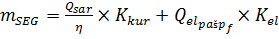 m_SEG = Q_sar/η × K_kur + Q_el_pašp_f × K_el